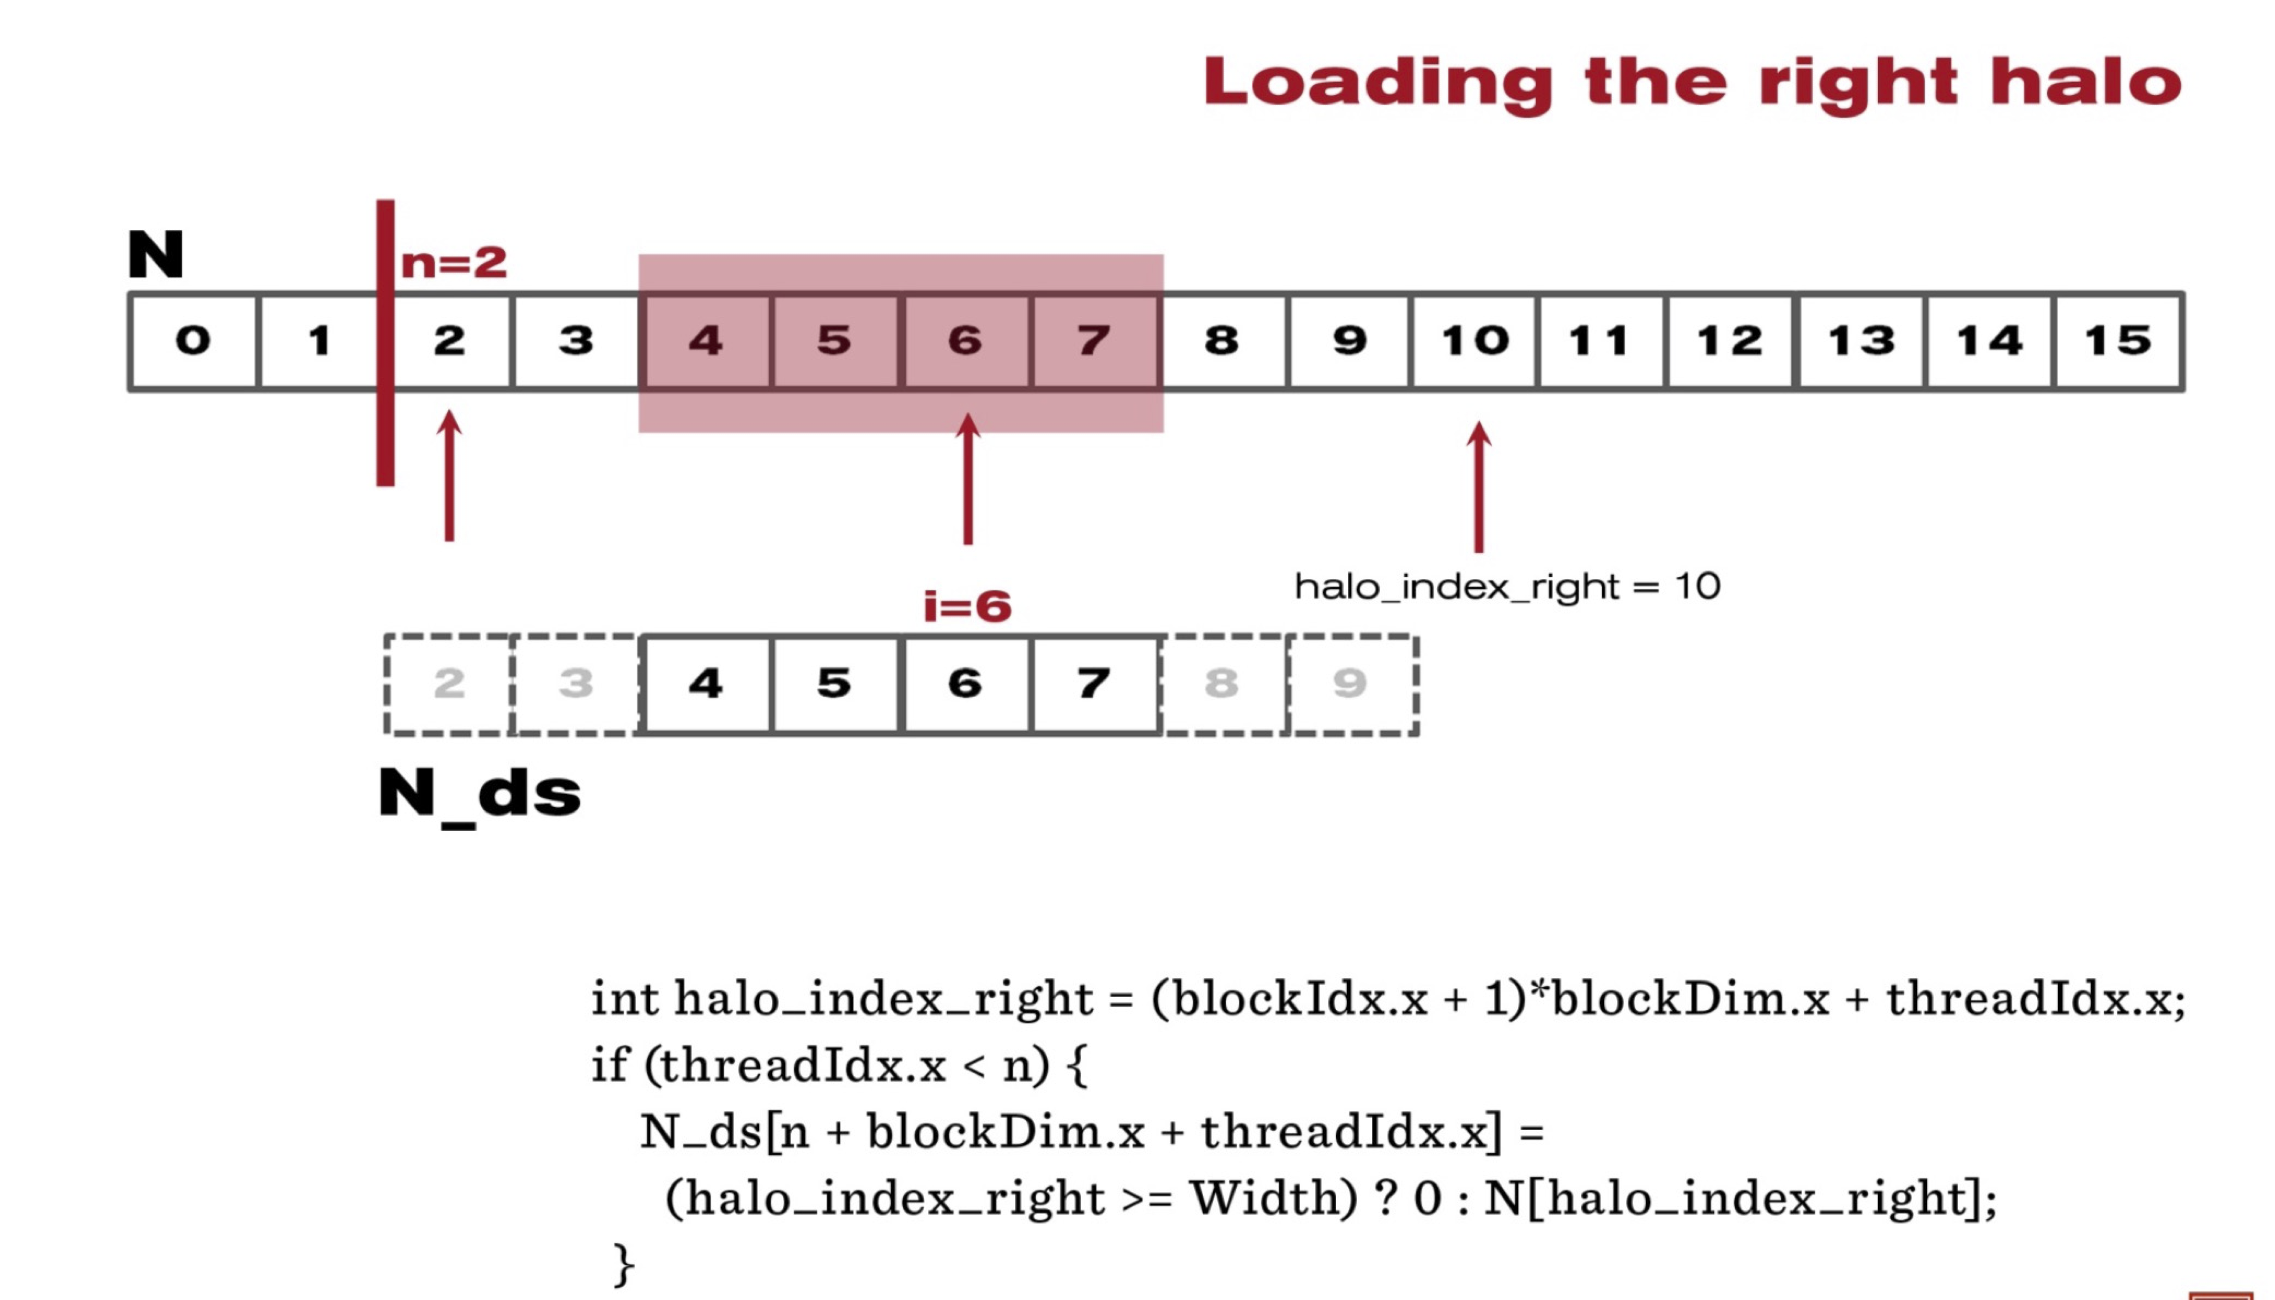 Loading the right halo
N
n=2
0 1 2 3 4 5 6 7 8 9 10 11 12 13 14 15
halo_index_right = 10
i=6
2 3 4 5 6 7 8 9
N_ds
int halo_index_right = (blockIdx.x + 1)*blockDim.x + threadIdx.x;
if (threadIdx.x < n) {
N_ds[n + blockDim.x + threadIdx.x] =
(halo_index_right >= Width) ? 0 : N[halo_index_right];
}